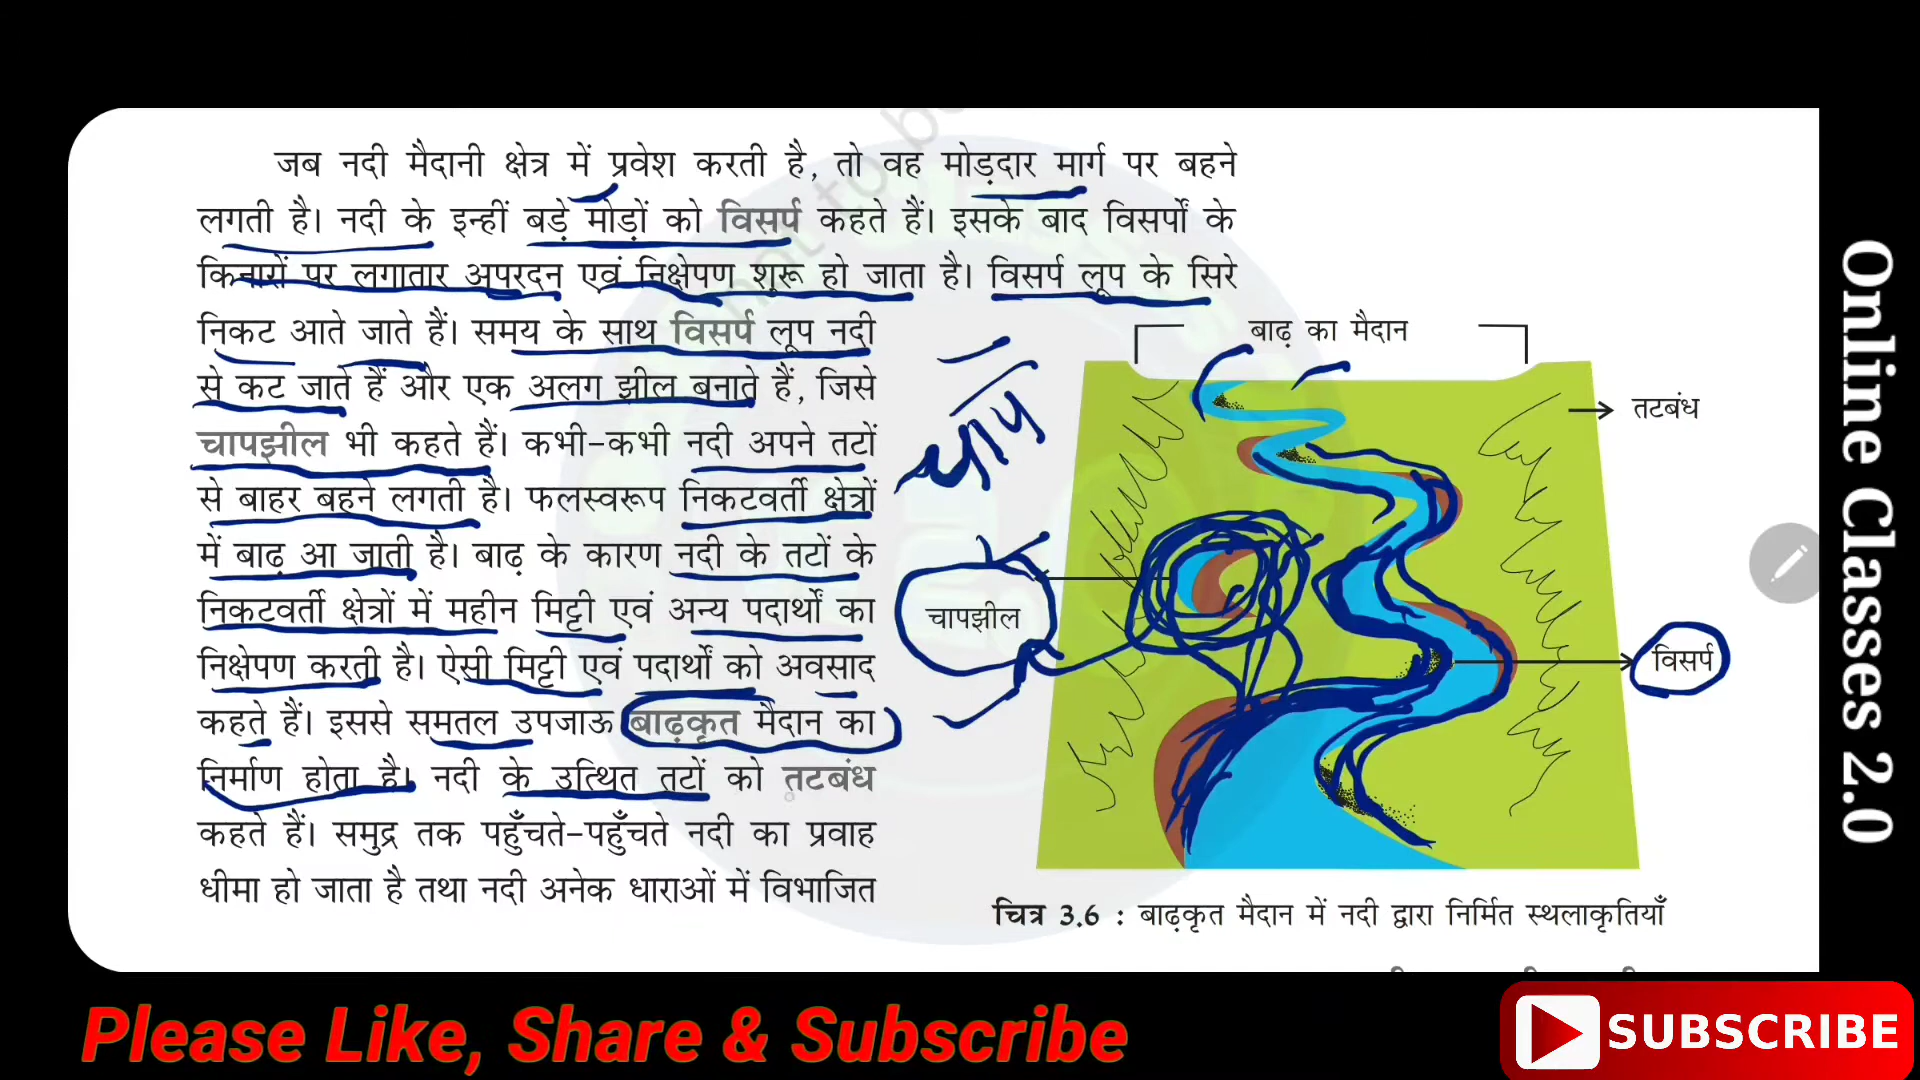 जब नदी मैदानी क्षेत्र में प्रवेश करती है, तो वह मोड़दार मार्ग पर बहने
लगती है। नदी के इन्हीं बड़े मोड़ों को विसर्प कहते हैं। इसके बाद विसर्पों के
किनारों पर लगातार अपरदन एवं निक्षेपण शुरू हो जाता है। विसर्प लूप के सिरे
निकट आते जाते हैं। समय के साथ विसर्प लूप नदी
से कट जाते हैं और एक अलग झील बनाते हैं, जिसे
चापझील भी कहते हैं। कभी-कभी नदी अपने तटों
से बाहर बहने लगती है। फलस्वरूप निकटवर्ती क्षेत्रों
में बाढ़ आ जाती है। बाढ़ के कारण नदी के तटों के
निकटवर्ती क्षेत्रों में महीन मिट्टी एवं अन्य पदार्थों का
निक्षेपण करती है। ऐसी मिट्टी एवं पदार्थों को अवसाद
कहते हैं। इससे समतल उपजाऊ बाढ़कृत मैदान का
निर्माण होता है। नदी के उत्थित तटों को तटबंध
कहते हैं। समुद्र तक पहुँचते-पहुँचते नदी का प्रवाह
धीमा हो जाता है तथा नदी अनेक धाराओं में विभाजित
बाढ़ का मैदान
तटबंध
चाप
चापझील
विसर्प
चित्र 3.6 : बाढ़कृत मैदान में नदी द्वारा निर्मित स्थलाकृतियाँ
Online Classes 2.0
Please Like, Share & Subscribe
SUBSCRIBE